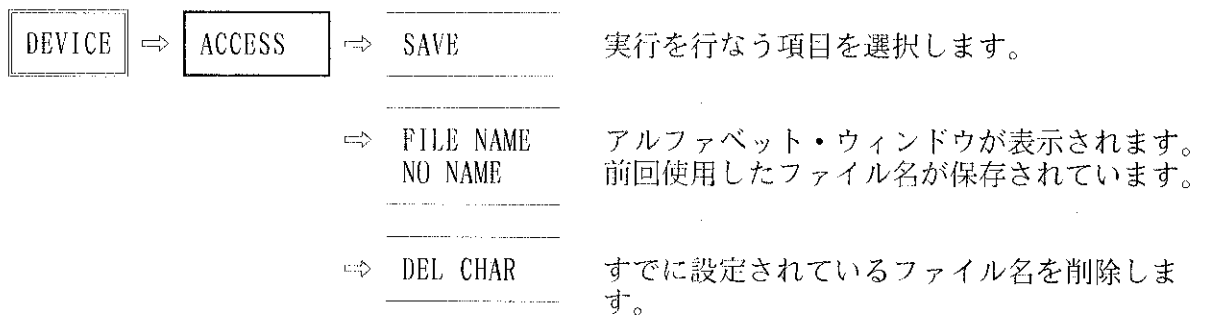 DEVICE ⇨ ACCESS ⇨ SAVE 実行を行なう項目を選択します。
⇨ FILE NAME アルファベット・ウィンドウが表示されます。
NO NAME 前回使用したファイル名が保存されています。
⇨ DEL CHAR すでに設定されているファイル名を削除しま
す。